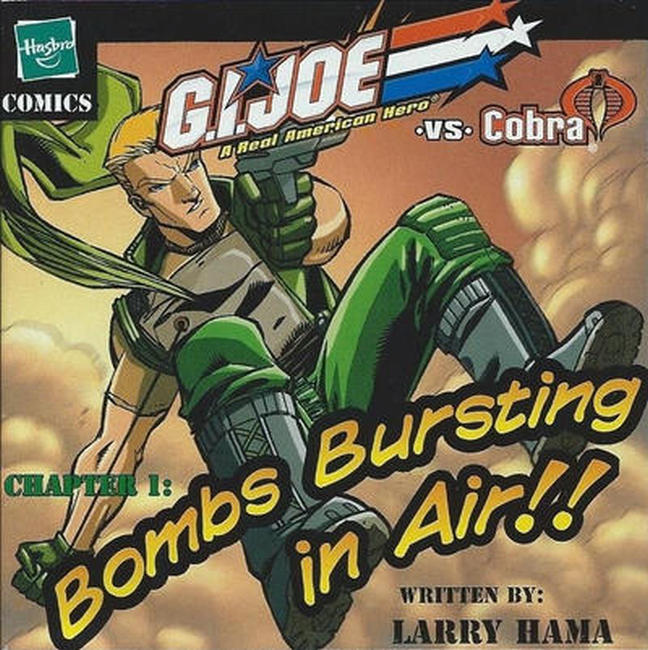 Hasbro
COMICS
G.I.JOE
A Real American Hero
•vs• Cobra
CHAPTER 1:
Bombs Bursting
in Air!!
WRITTEN BY:
LARRY HAMA